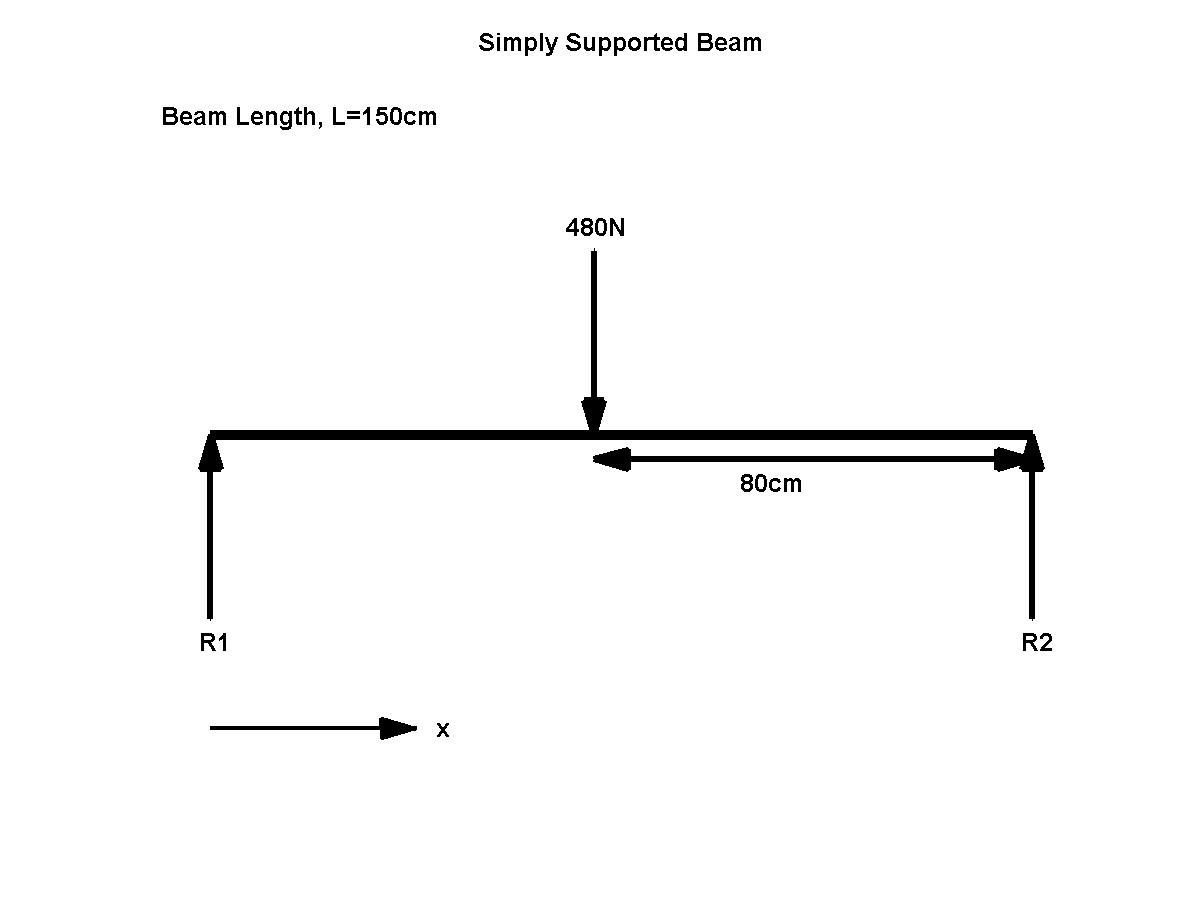 Simply Supported Beam
Beam Length, L=150cm
480N
80cm
R1
R2
x